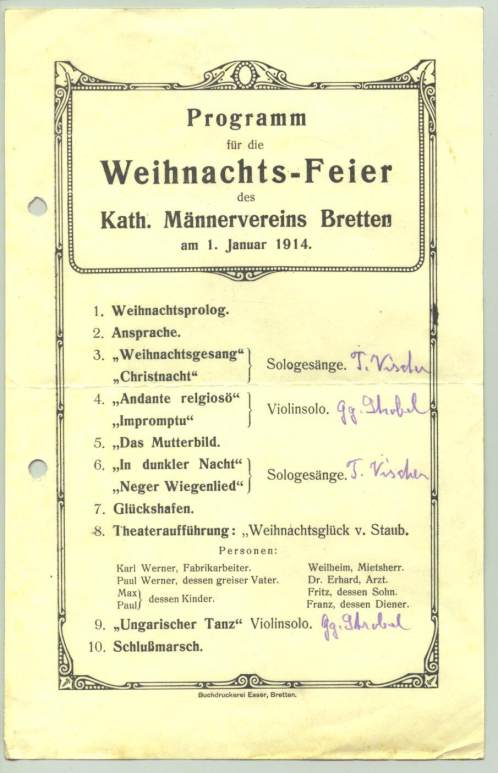 Programm
für die
Weihnachts-Feier
des
Kath. Männervereins Bretten
am 1. Januar 1914.
1. Weihnachtsprolog.
2. Ansprache.
3. „Weihnachtsgesang“ } Sologesänge. T. Vischer
„Christnacht“
4. „Andante relgiosö“ } Violinsolo. Gg. Strobel
„Impromptu“
5. „Das Mutterbild.
6. „In dunkler Nacht“ } Sologesänge. T. Vischer
„Neger Wiegenlied“
7. Glückshafen.
8. Theateraufführung: „Weihnachtsglück v. Staub.
Personen:
Karl Werner, Fabrikarbeiter. Weilheim, Mietsherr.
Paul Werner, dessen greiser Vater. Dr. Erhard, Arzt.
Max } dessen Kinder. Fritz, dessen Sohn.
Paul Franz, dessen Diener.
9. „Ungarischer Tanz“ Violinsolo. Gg. Strobel
10. Schlußmarsch.
Buchdruckerei Esser, Bretten.